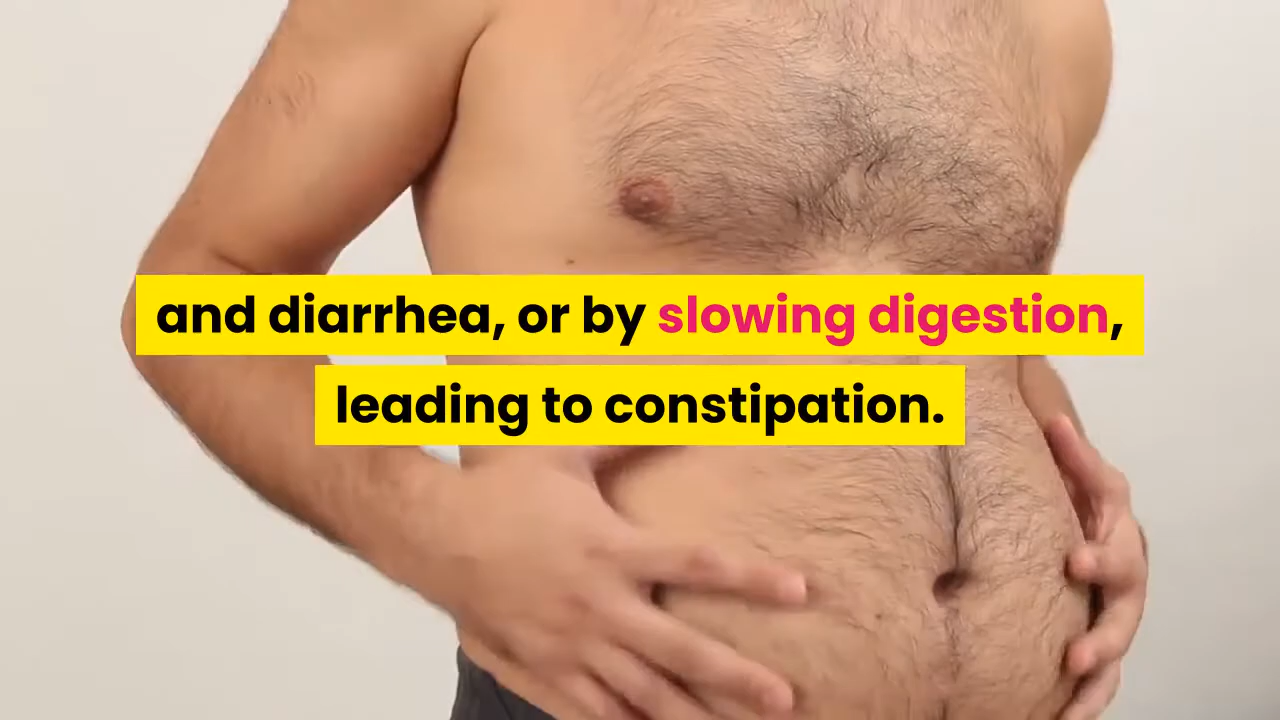 and diarrhea, or by slowing digestion,
leading to constipation.